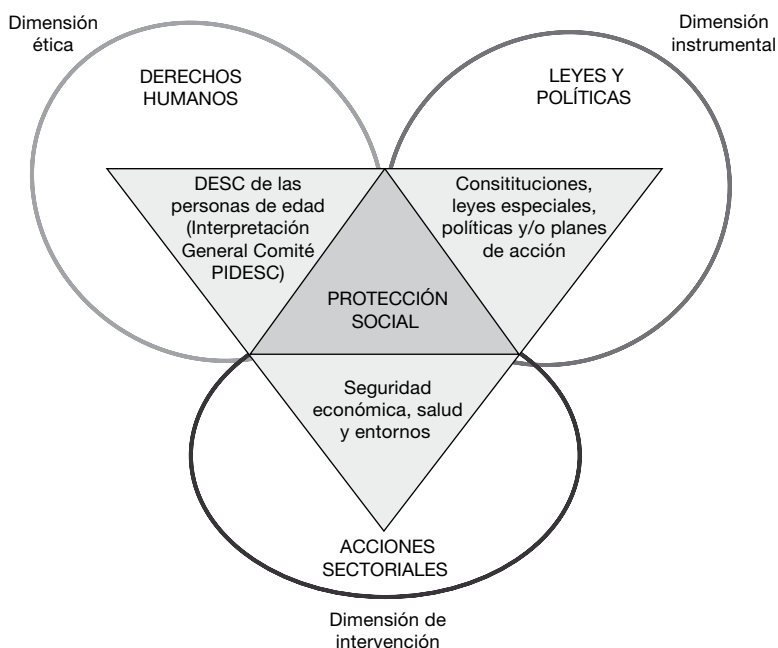 Dimensión
ética
Dimensión
instrumental
DERECHOS
HUMANOS
LEYES Y
POLÍTICAS
DESC de las
personas de edad
(Interpretación
General Comité
PIDESC)
Consitituciones,
leyes especiales,
políticas y/o planes
de acción
PROTECCIÓN
SOCIAL
Seguridad
económica, salud
y entornos
ACCIONES
SECTORIALES
Dimensión de
intervención